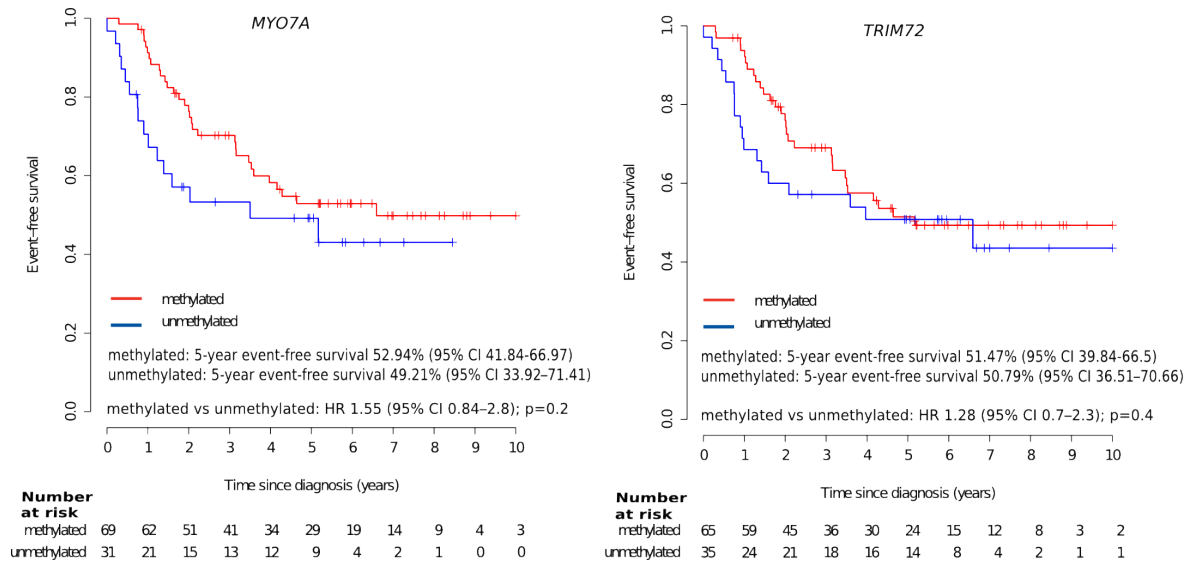 MYO7A
1.0
0.8
0.6
0.4
0.2
0.0
Event-free survival
methylated
unmethylated
methylated: 5-year event-free survival 52.94% (95% CI 41.84-66.97)
unmethylated: 5-year event-free survival 49.21% (95% CI 33.92–71.41)
methylated vs unmethylated: HR 1.55 (95% CI 0.84–2.8); p=0.2
0 1 2 3 4 5 6 7 8 9 10
Time since diagnosis (years)
Number
at risk
methylated 69 62 51 41 34 29 19 14 9 4 3
unmethylated 31 21 15 13 12 9 4 2 1 0 0
TRIM72
1.0
0.8
0.6
0.4
0.2
0.0
Event-free survival
methylated
unmethylated
methylated: 5-year event-free survival 51.47% (95% CI 39.84-66.5)
unmethylated: 5-year event-free survival 50.79% (95% CI 36.51–70.66)
methylated vs unmethylated: HR 1.28 (95% CI 0.7–2.3); p=0.4
0 1 2 3 4 5 6 7 8 9 10
Time since diagnosis (years)
Number
at risk
methylated 65 59 45 36 30 24 15 12 8 3 2
unmethylated 35 24 21 18 16 14 8 4 2 1 1